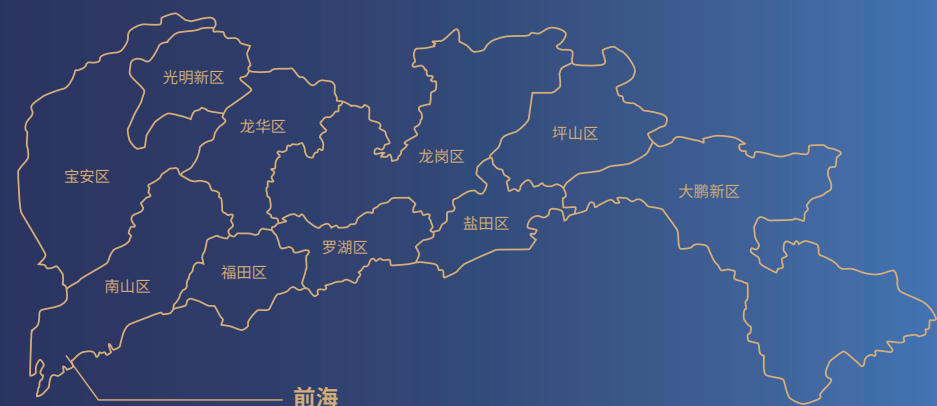 光明新区
龙华区
坪山区
龙岗区
宝安区
大鹏新区
盐田区
罗湖区
福田区
南山区
前海